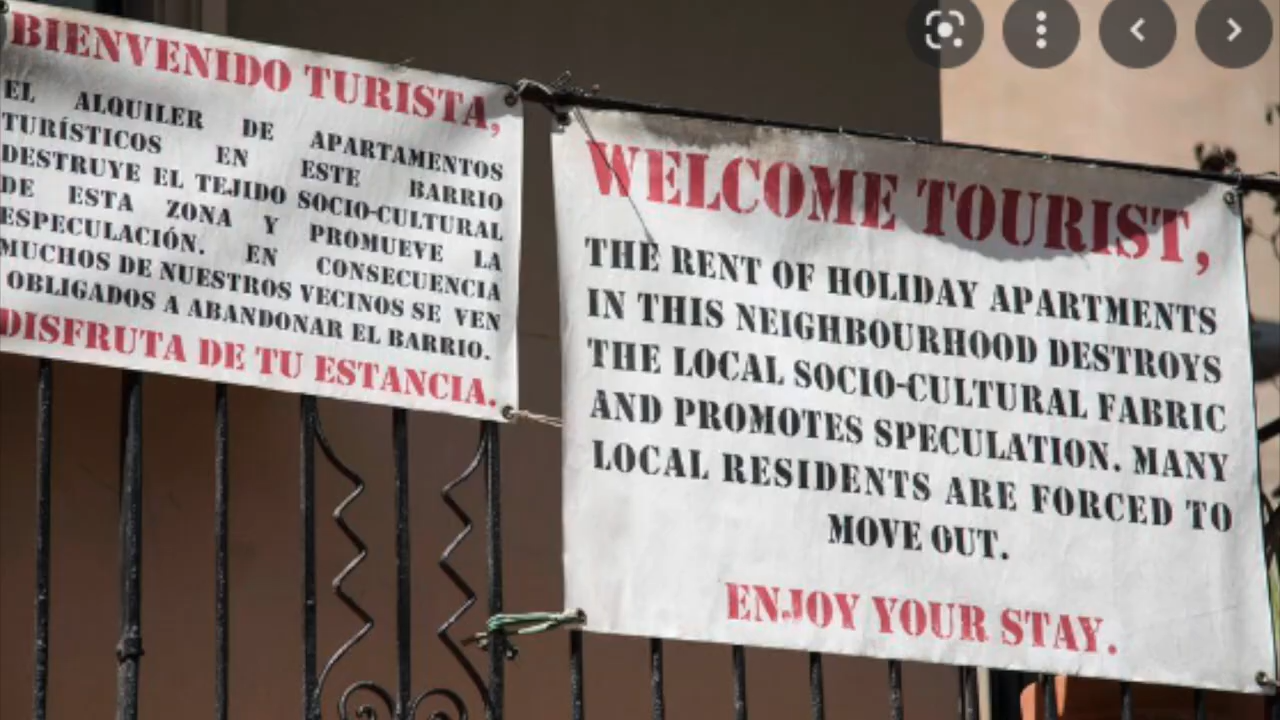 BIENVENIDO TURISTA,
EL ALQUILER DE APARTAMENTOS
TURÍSTICOS EN ESTE BARRIO
DESTRUYE EL TEJIDO SOCIO-CULTURAL
DE ESTA ZONA Y PROMUEVE LA
ESPECULACIÓN. EN CONSECUENCIA
MUCHOS DE NUESTROS VECINOS SE VEN
OBLIGADOS A ABANDONAR EL BARRIO.
DISFRUTA DE TU ESTANCIA.
WELCOME TOURIST,
THE RENT OF HOLIDAY APARTMENTS
IN THIS NEIGHBOURHOOD DESTROYS
THE LOCAL SOCIO-CULTURAL FABRIC
AND PROMOTES SPECULATION. MANY
LOCAL RESIDENTS ARE FORCED TO
MOVE OUT.
ENJOY YOUR STAY.